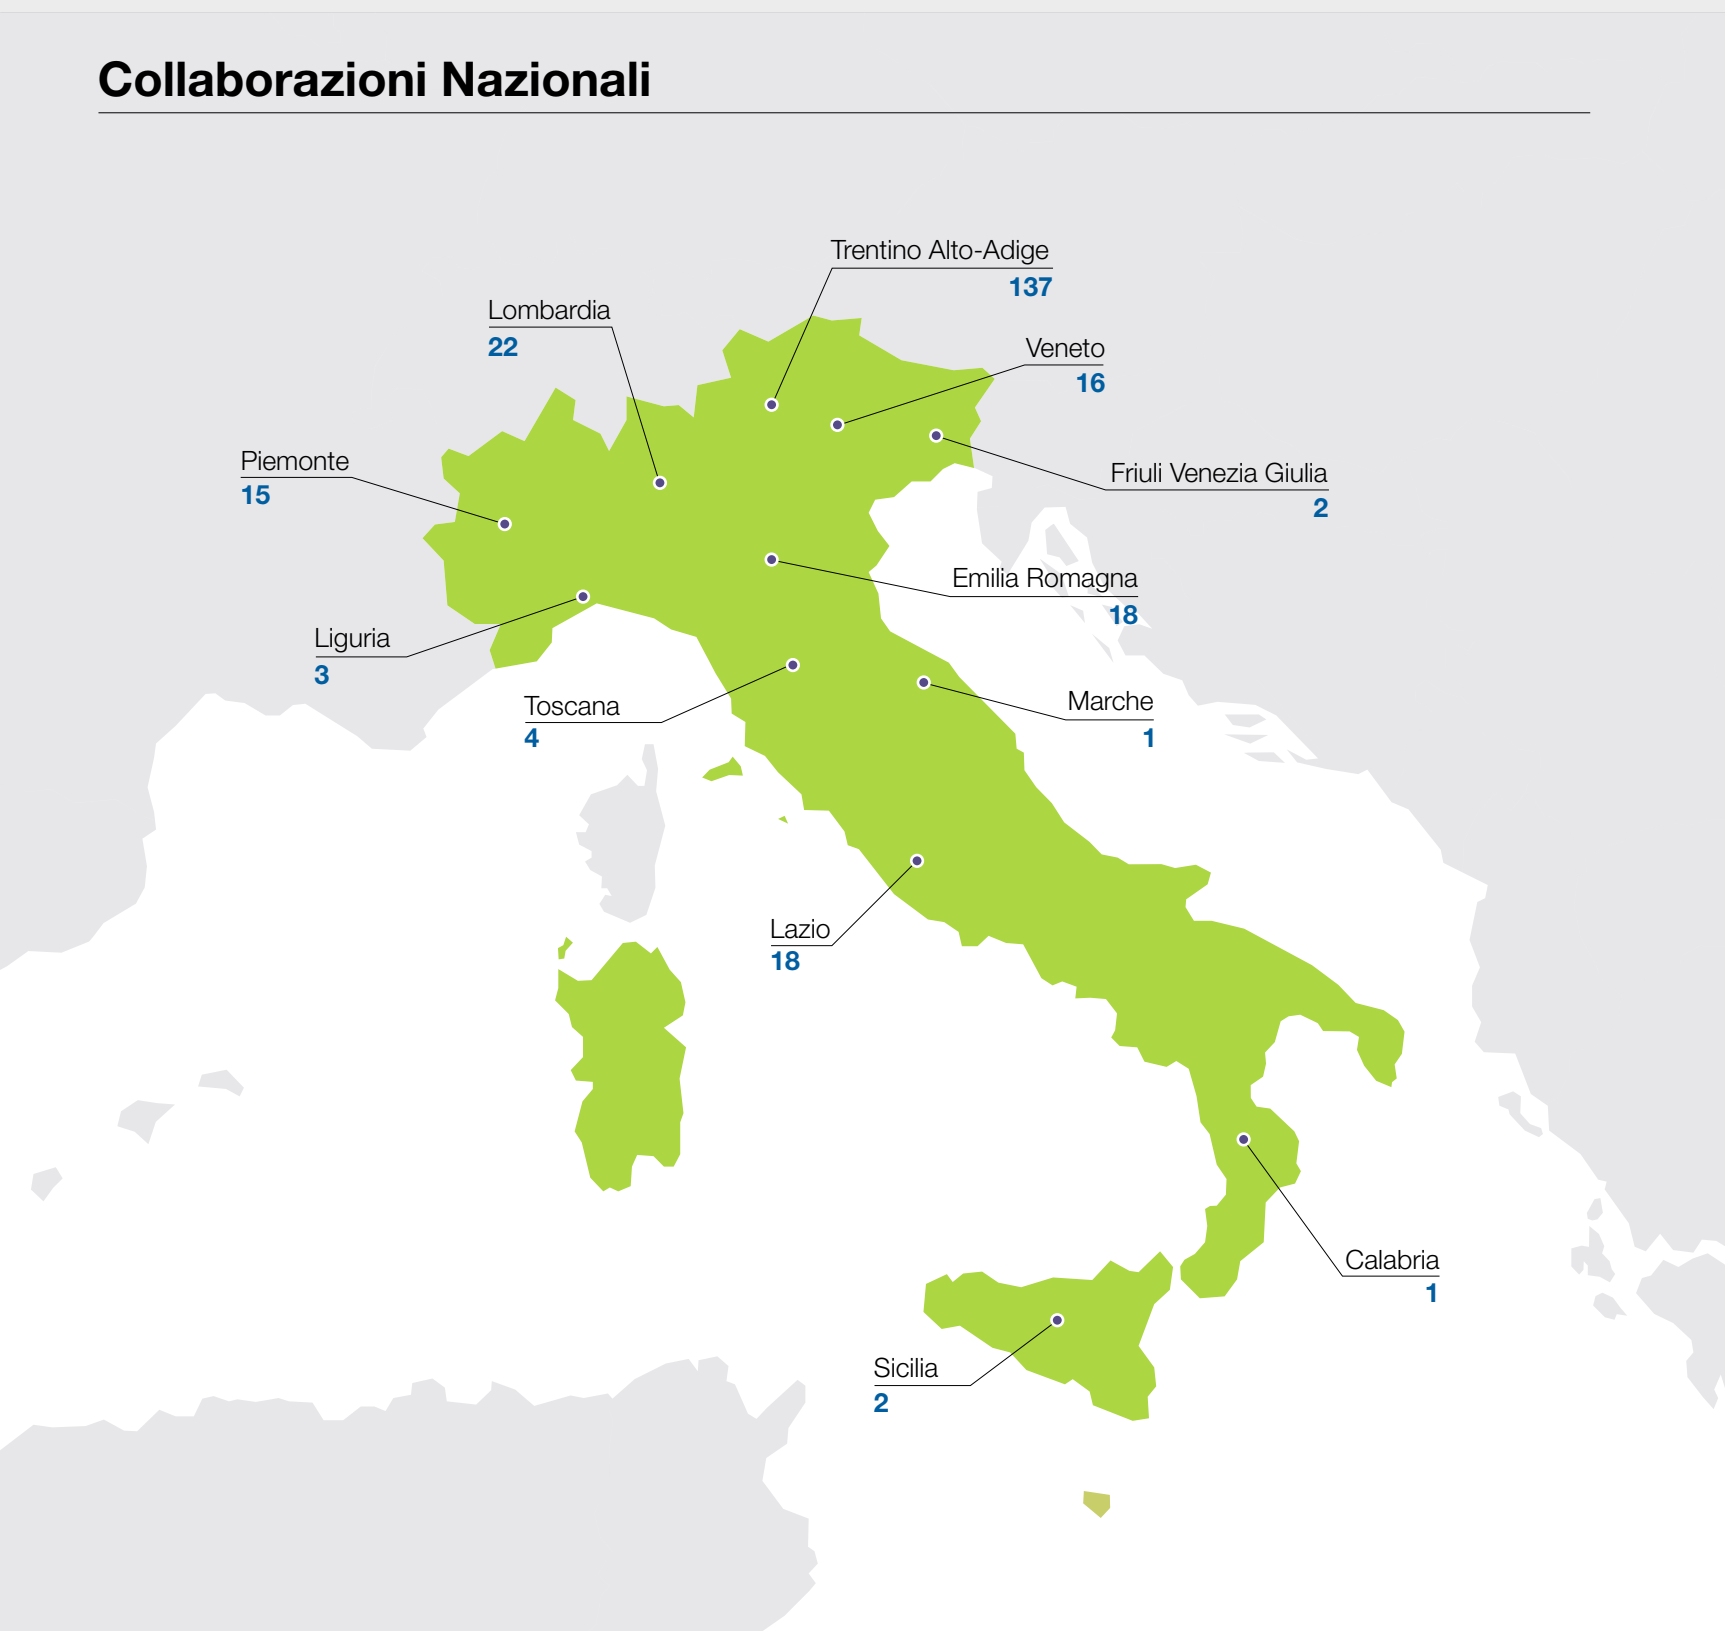 Collaborazioni Nazionali
Trentino Alto-Adige
137
Lombardia
22
Veneto
16
Piemonte
15
Friuli Venezia Giulia
2
Emilia Romagna
18
Liguria
3
Toscana
4
Marche
1
Lazio
18
Calabria
1
Sicilia
2